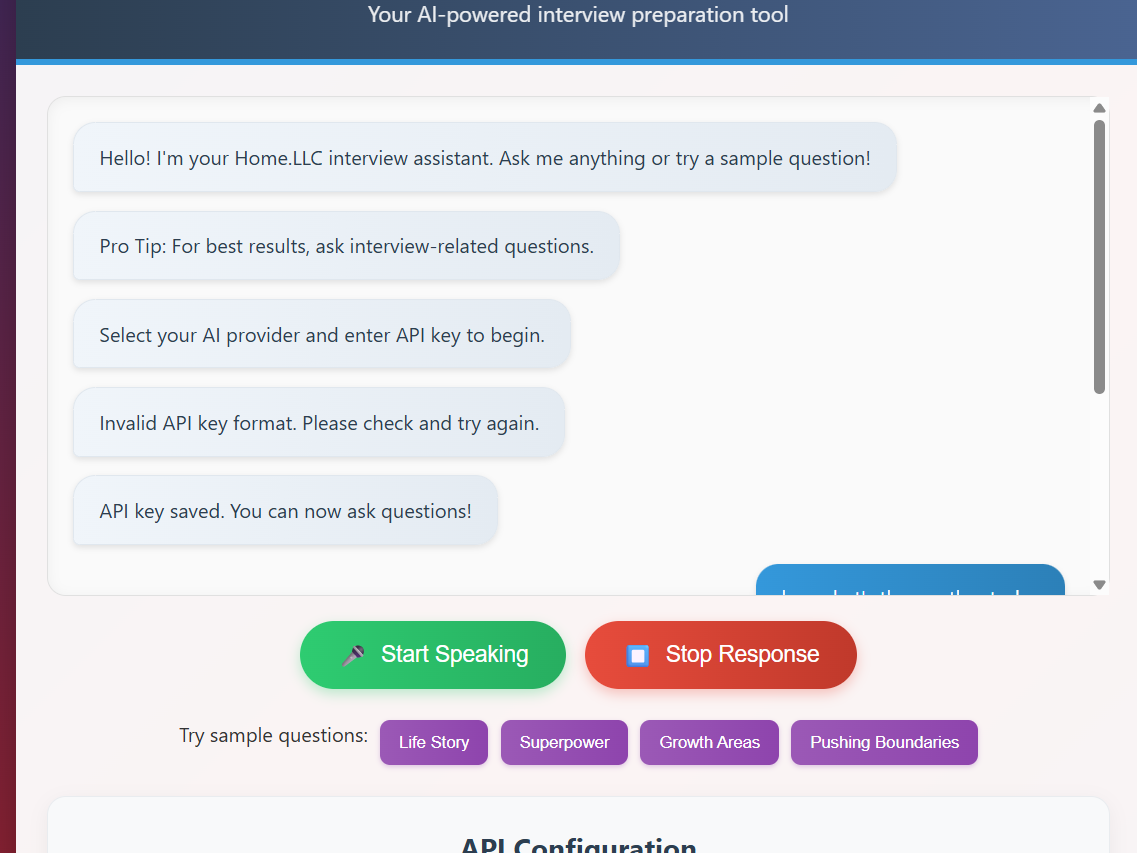 Your AI-powered interview preparation tool
Hello! I'm your Home.LLC interview assistant. Ask me anything or try a sample question!
Pro Tip: For best results, ask interview-related questions.
Select your AI provider and enter API key to begin.
Invalid API key format. Please check and try again.
API key saved. You can now ask questions!
Start Speaking
Stop Response
Try sample questions:
Life Story
Superpower
Growth Areas
Pushing Boundaries
API Configuration